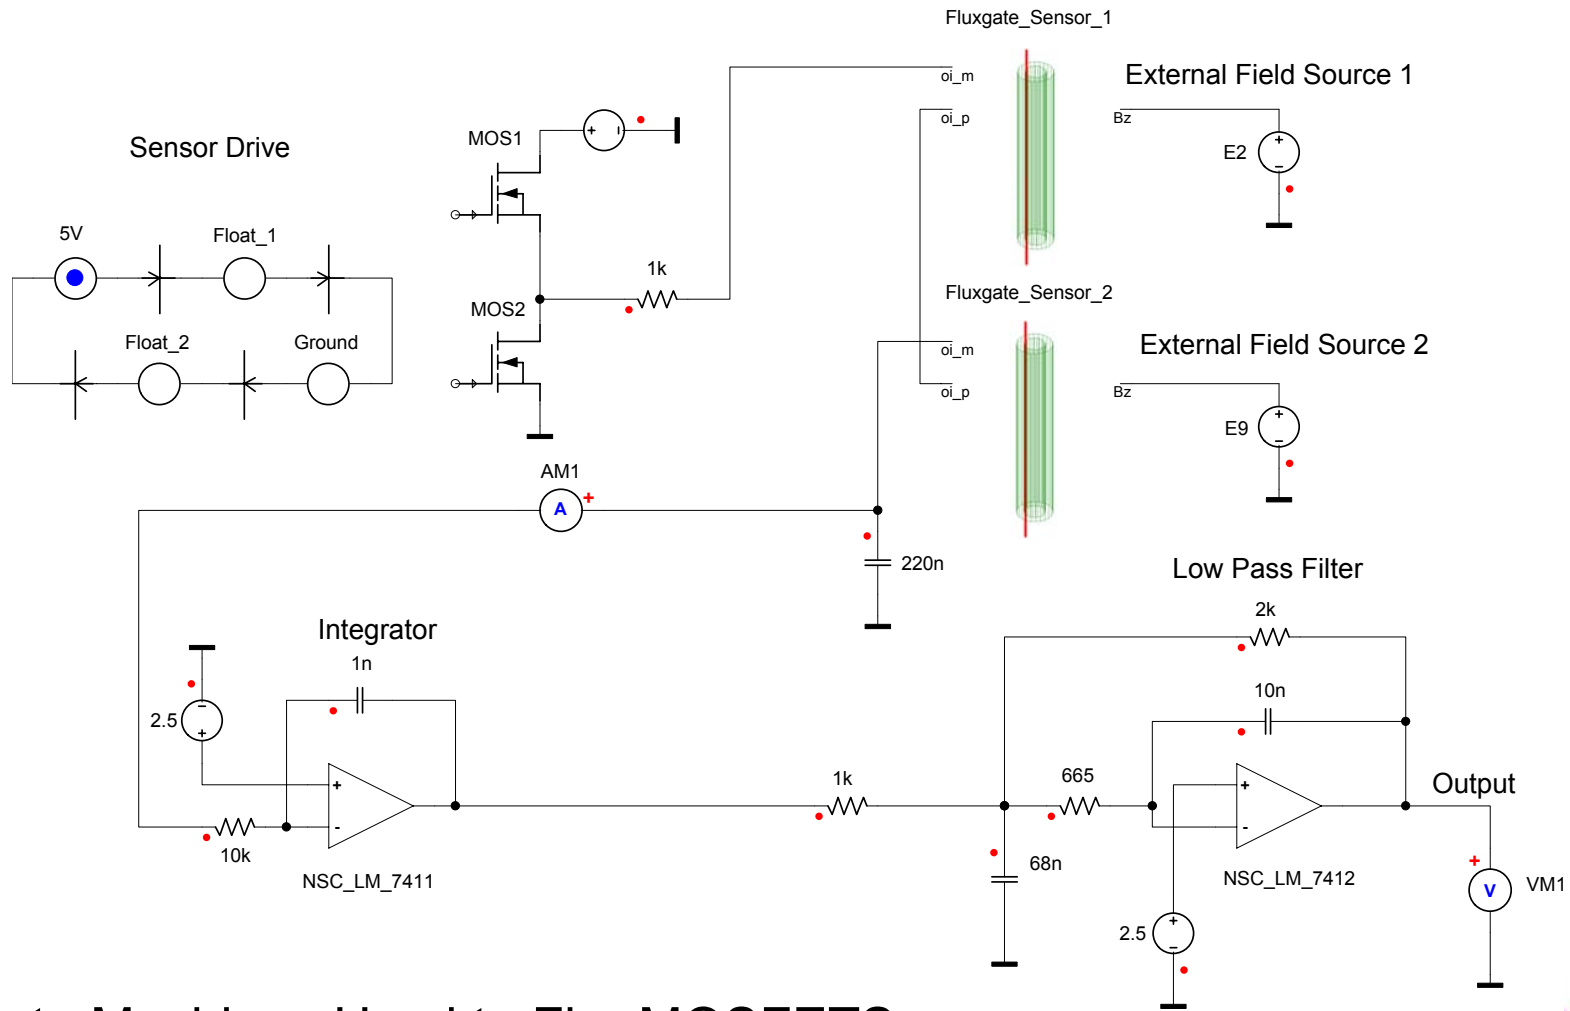 Fluxgate_Sensor_1
oi_m
oi_p
Bz
External Field Source 1
E2
Sensor Drive
5V
Float_1
Float_2
Ground
MOS1
MOS2
1k
Fluxgate_Sensor_2
oi_m
oi_p
Bz
External Field Source 2
E9
AM1
A
220n
Low Pass Filter
2k
10n
Integrator
1n
2.5
10k
NSC_LM_7411
1k
665
68n
NSC_LM_7412
2.5
Output
V
VM1
MOSFETS